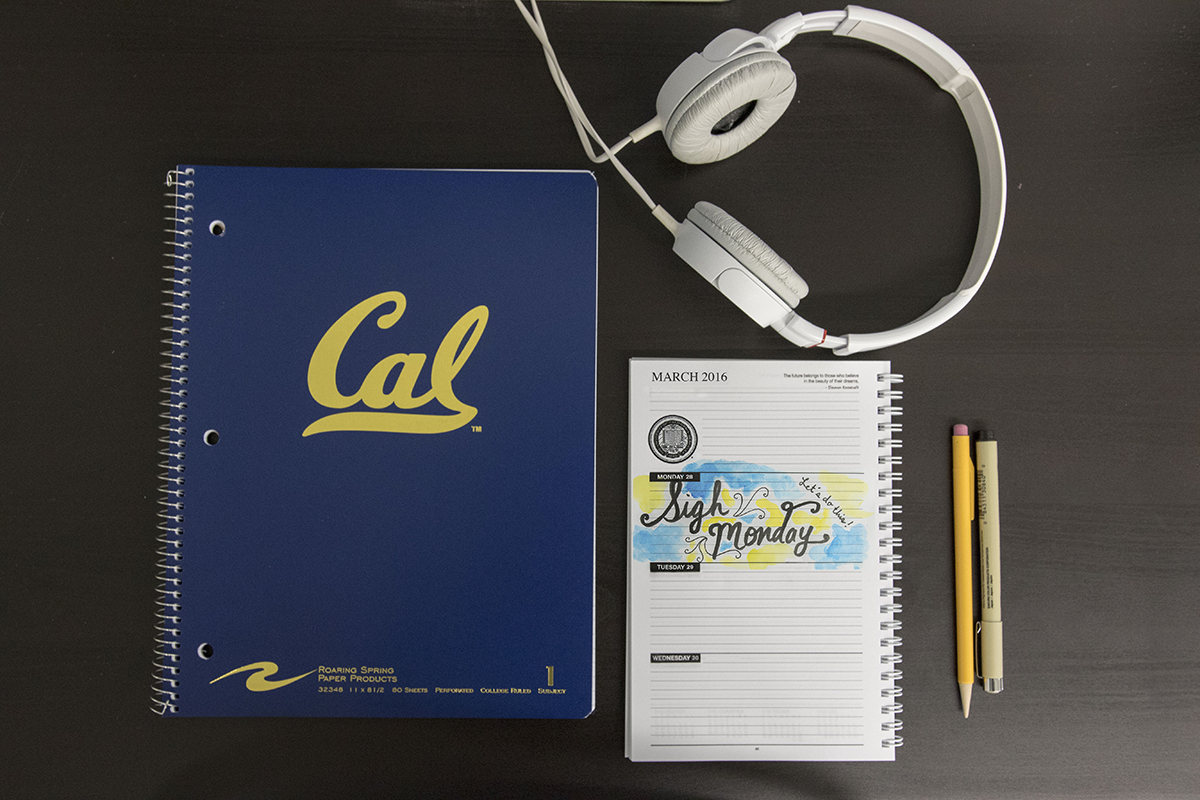 Cal
TM
ROARING SPRING
PAPER PRODUCTS
32348 11 x 8 1/2 80 SHEETS PERFORATED COLLEGE RULED SUBJECT
1
MARCH 2016
The future belongs to those who believe
in the beauty of their dreams.
- Eleanor Roosevelt
MONDAY 28
Sigh
Monday
Let's do this!
TUESDAY 29
WEDNESDAY 30